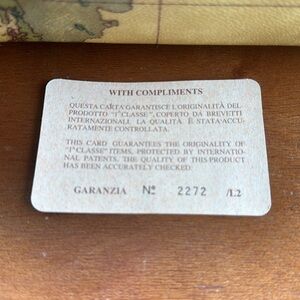 WITH COMPLIMENTS
QUESTA CARTA GARANTISCE L'ORIGINALITÀ DEL
PRODOTTO "1ª CLASSE", COPERTO DA BREVETTI
INTERNAZIONALI. LA QUALITÀ È STATA ACCU-
RATAMENTE CONTROLLATA.
THIS CARD GUARANTEES THE ORIGINALITY OF
"1ª CLASSE" ITEMS, PROTECTED BY INTERNATIO-
NAL PATENTS. THE QUALITY OF THIS PRODUCT
HAS BEEN ACCURATELY CHECKED.
GARANZIA Nº 2272 /L2